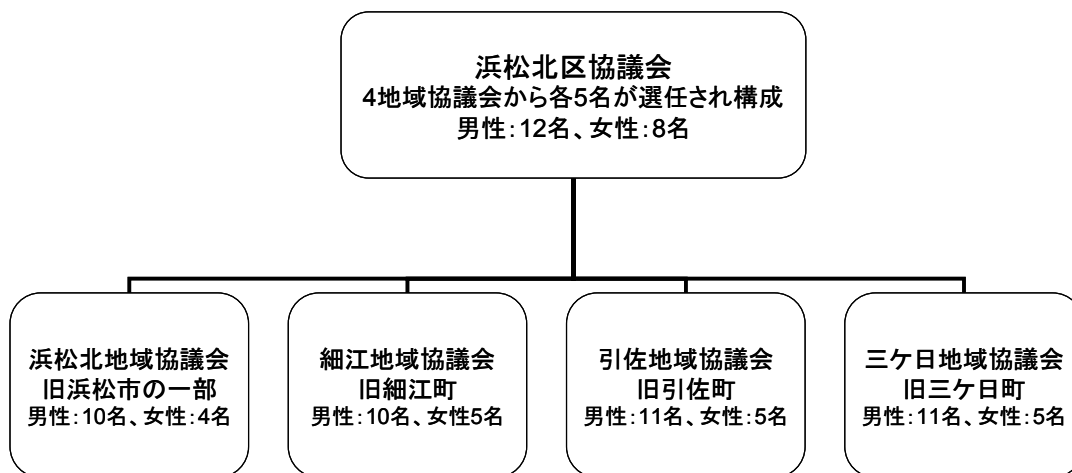 浜松北区協議会
4地域協議会から各5名が選任され構成
男性：12名、女性：8名
浜松北地域協議会
旧浜松市の一部
男性：10名、女性：4名
細江地域協議会
旧細江町
男性：10名、女性5名
引佐地域協議会
旧引佐町
男性：11名、女性：5名
三ケ日地域協議会
旧三ケ日町
男性：11名、女性：5名